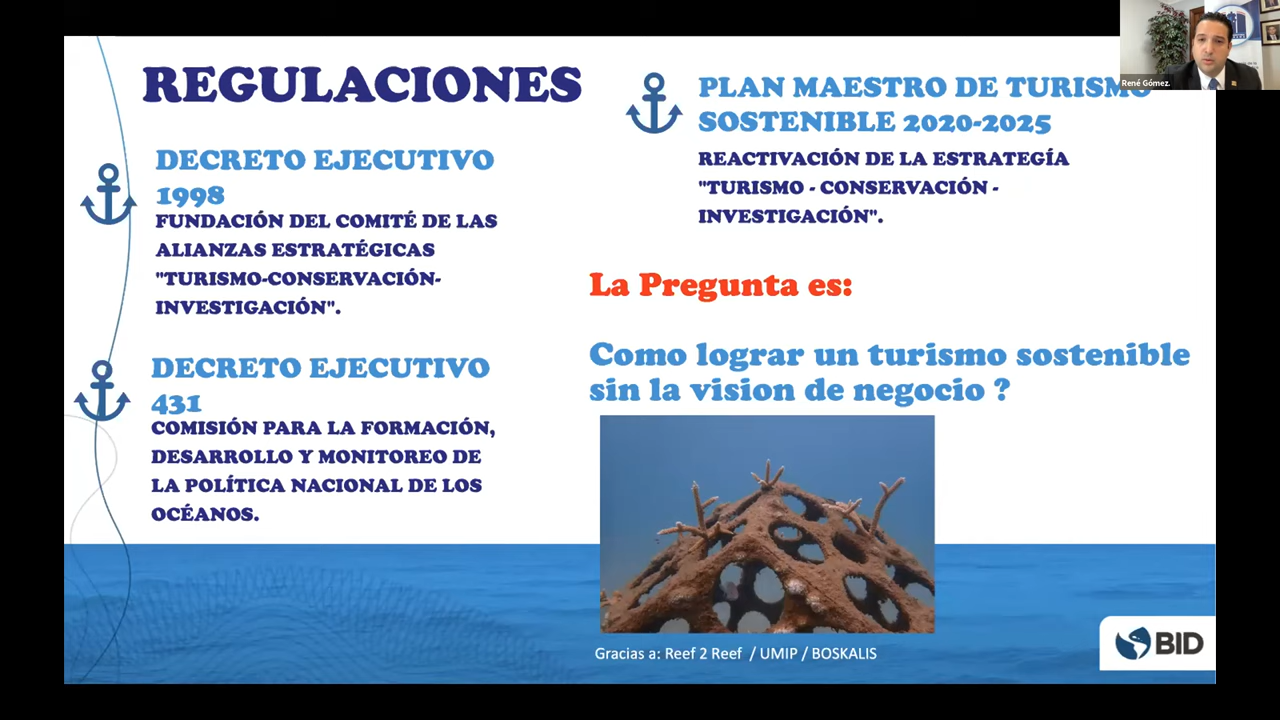 REGULACIONES
DECRETO EJECUTIVO
1998
FUNDACIÓN DEL COMITÉ DE LAS
ALIANZAS ESTRATÉGICAS
"TURISMO-CONSERVACIÓN-
INVESTIGACIÓN".
DECRETO EJECUTIVO
431
COMISIÓN PARA LA FORMACIÓN,
DESARROLLO Y MONITOREO DE
LA POLÍTICA NACIONAL DE LOS
OCÉANOS.
PLAN MAESTRO DE TURISMO
SOSTENIBLE 2020-2025
REACTIVACIÓN DE LA ESTRATEGÍA
"TURISMO - CONSERVACIÓN -
INVESTIGACIÓN".
La Pregunta es:
Como lograr un turismo sostenible
sin la vision de negocio ?
Gracias a: Reef 2 Reef / UMIP / BOSKALIS
BID
René Gómez.